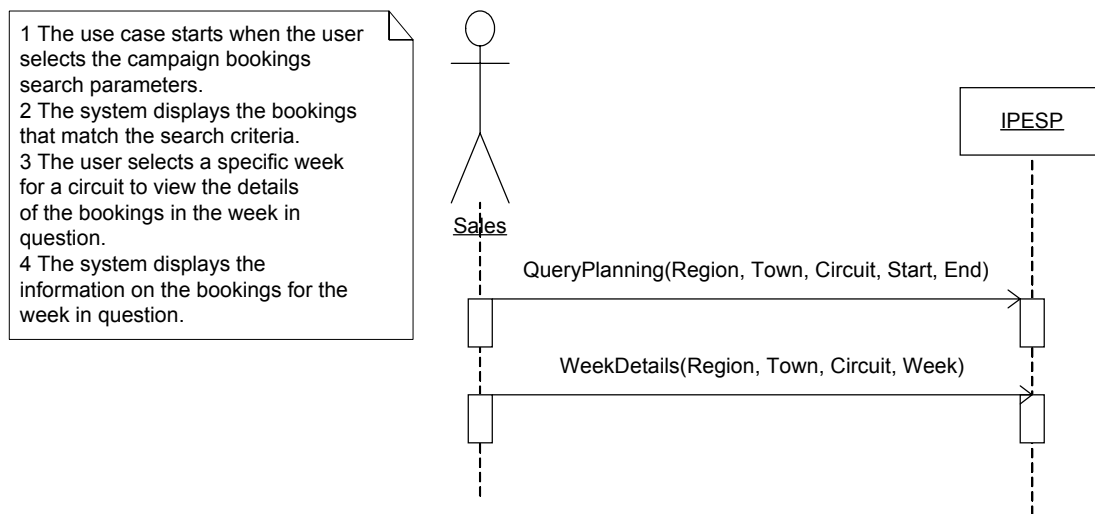 1 The use case starts when the user
selects the campaign bookings
search parameters.
2 The system displays the bookings
that match the search criteria.
3 The user selects a specific week
for a circuit to view the details
of the bookings in the week in
question.
4 The system displays the
information on the bookings for the
week in question.
Sales
IPESP
QueryPlanning(Region, Town, Circuit, Start, End)
WeekDetails(Region, Town, Circuit, Week)